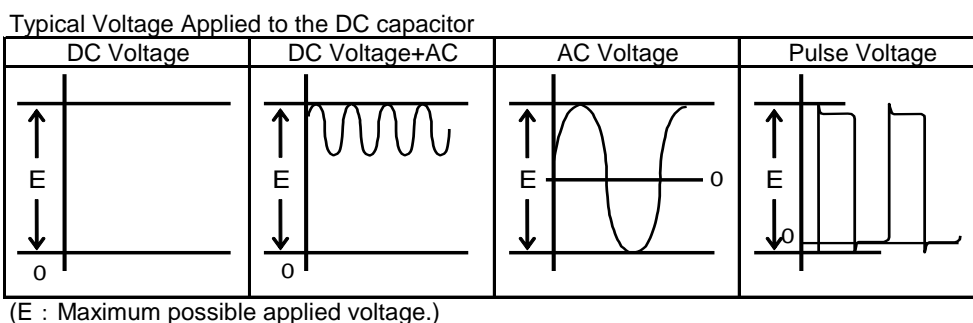 Typical Voltage Applied to the DC capacitor
DC Voltage
DC Voltage+AC
AC Voltage
Pulse Voltage
E
0
E
0
E
0
E
0
(E：Maximum possible applied voltage.)